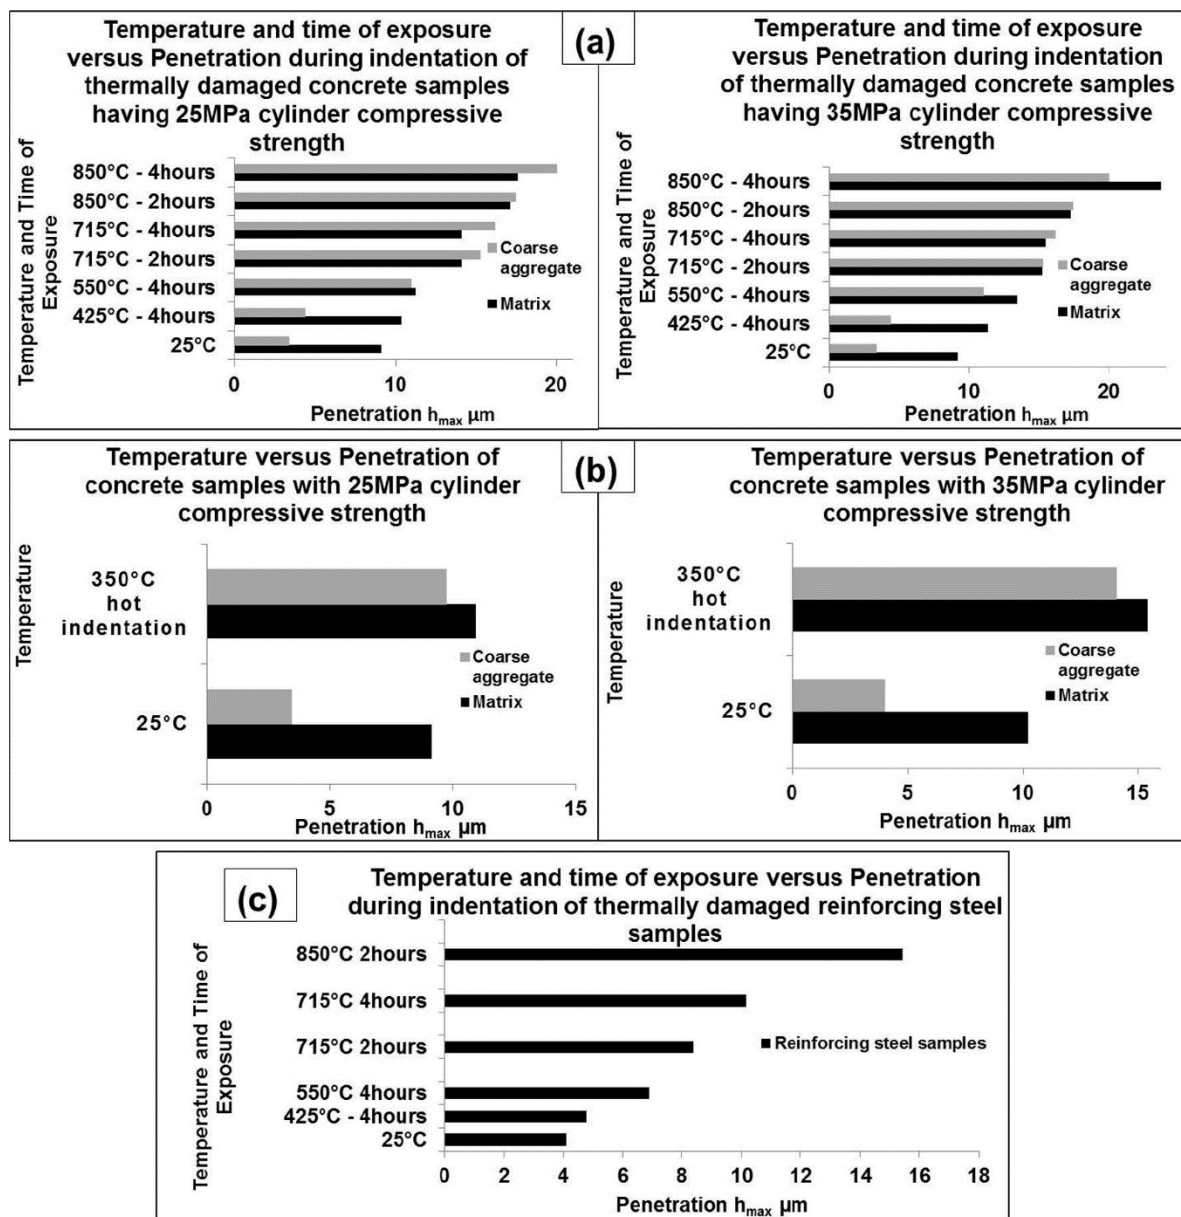 Temperature and time of exposure
versus Penetration during indentation of
thermally damaged concrete samples
having 25MPa cylinder compressive
strength
Temperature and Time of
Exposure
850°C - 4hours
850°C - 2hours
715°C - 4hours
715°C - 2hours
550°C - 4hours
425°C - 4hours
25°C
Coarse
aggregate
Matrix
0 10 20
Penetration hmax µm
(a)
Temperature and time of exposure
versus Penetration during indentation
of thermally damaged concrete samples
having 35MPa cylinder compressive
strength
Temperature and Time of
Exposure
850°C - 4hours
850°C - 2hours
715°C - 4hours
715°C - 2hours
550°C - 4hours
425°C - 4hours
25°C
Coarse
aggregate
Matrix
0 10 20
Penetration hmax µm
Temperature versus Penetration of
concrete samples with 25MPa cylinder
compressive strength
Temperature
350°C
hot
indentation
25°C
Coarse
aggregate
Matrix
0 5 10 15
Penetration hmax µm
(b)
Temperature versus Penetration of
concrete samples with 35MPa cylinder
compressive strength
Temperature
350°C
hot
indentation
25°C
Coarse
aggregate
Matrix
0 5 10 15
Penetration hmax µm
(c)
Temperature and time of exposure versus Penetration
during indentation of thermally damaged reinforcing steel
samples
Temperature and Time of
Exposure
850°C 2hours
715°C 4hours
715°C 2hours
550°C 4hours
425°C - 4hours
25°C
Reinforcing steel samples
0 2 4 6 8 10 12 14 16 18
Penetration hmax µm